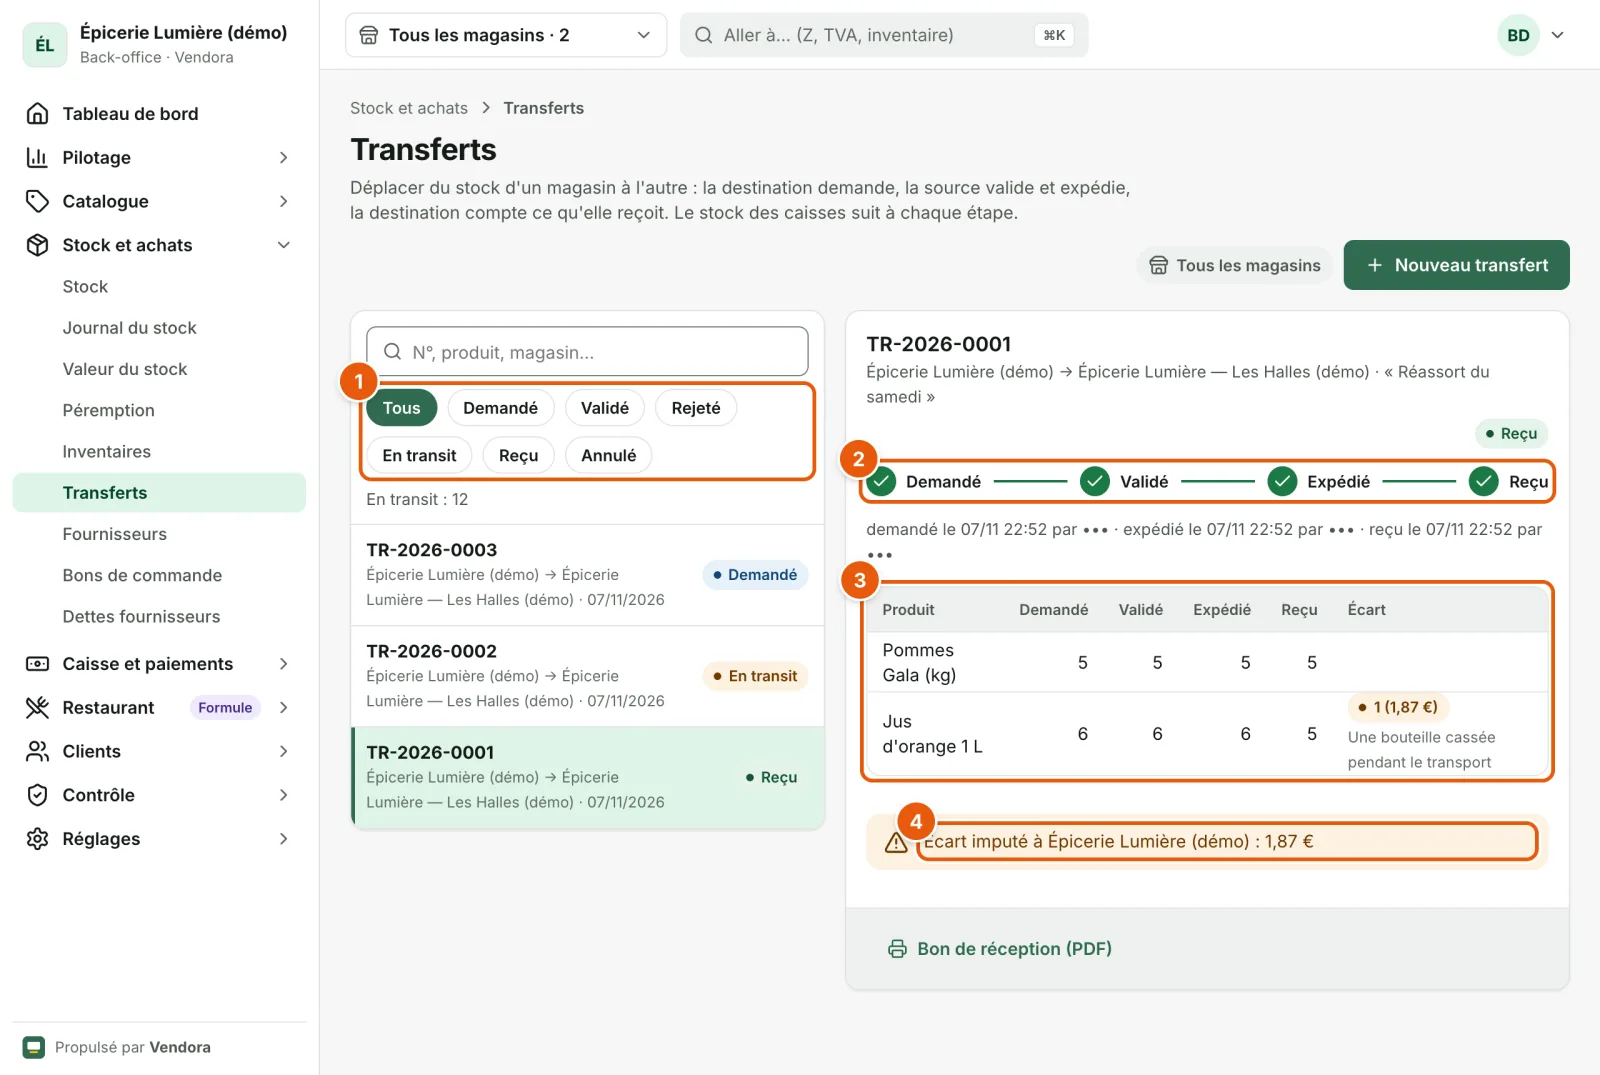 ÉL
Épicerie Lumière (démo)
Back-office · Vendora
Tableau de bord
Pilotage
Catalogue
Stock et achats
Stock
Journal du stock
Valeur du stock
Péremption
Inventaires
Transferts
Fournisseurs
Bons de commande
Dettes fournisseurs
Caisse et paiements
Restaurant Formule
Clients
Contrôle
Réglages
Propulsé par Vendora
Tous les magasins · 2
Aller à... (Z, TVA, inventaire) ⌘K
BD
Stock et achats > Transferts
Transferts
Déplacer du stock d'un magasin à l'autre : la destination demande, la source valide et expédie,
la destination compte ce qu'elle reçoit. Le stock des caisses suit à chaque étape.
Tous les magasins
+ Nouveau transfert
N°, produit, magasin...
1
Tous Demandé Validé Rejeté
En transit Reçu Annulé
En transit : 12
TR-2026-0003
Épicerie Lumière (démo) → Épicerie
Lumière — Les Halles (démo) · 07/11/2026
• Demandé
TR-2026-0002
Épicerie Lumière (démo) → Épicerie
Lumière — Les Halles (démo) · 07/11/2026
• En transit
TR-2026-0001
Épicerie Lumière (démo) → Épicerie
Lumière — Les Halles (démo) · 07/11/2026
• Reçu
TR-2026-0001
Épicerie Lumière (démo) → Épicerie Lumière — Les Halles (démo) · « Réassort du
samedi »
• Reçu
2
Demandé Validé Expédié Reçu
demandé le 07/11 22:52 par ••• · expédié le 07/11 22:52 par ••• · reçu le 07/11 22:52 par
•••
3
Produit Demandé Validé Expédié Reçu Écart
Pommes
Gala (kg) 5 5 5 5
Jus
d'orange 1 L 6 6 6 5
• 1 (1,87 €)
Une bouteille cassée
pendant le transport
4
Écart imputé à Épicerie Lumière (démo) : 1,87 €
Bon de réception (PDF)